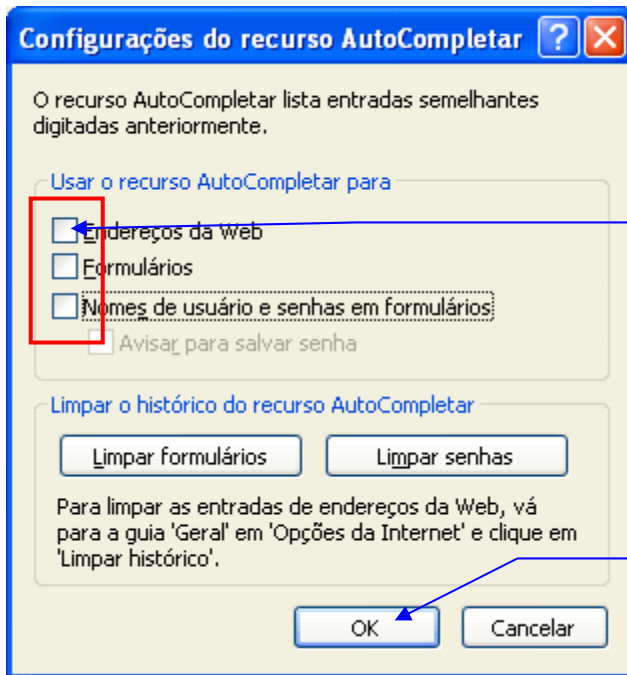 Configurações do recurso AutoCompletar
O recurso AutoCompletar lista entradas semelhantes
digitadas anteriormente.
Usar o recurso AutoCompletar para
Endereços da Web
Formulários
Nomes de usuário e senhas em formulários
Avisar para salvar senha
Limpar o histórico do recurso AutoCompletar
Limpar formulários
Limpar senhas
Para limpar as entradas de endereços da Web, vá
para a guia 'Geral' em 'Opções da Internet' e clique em
'Limpar histórico'.
OK
Cancelar